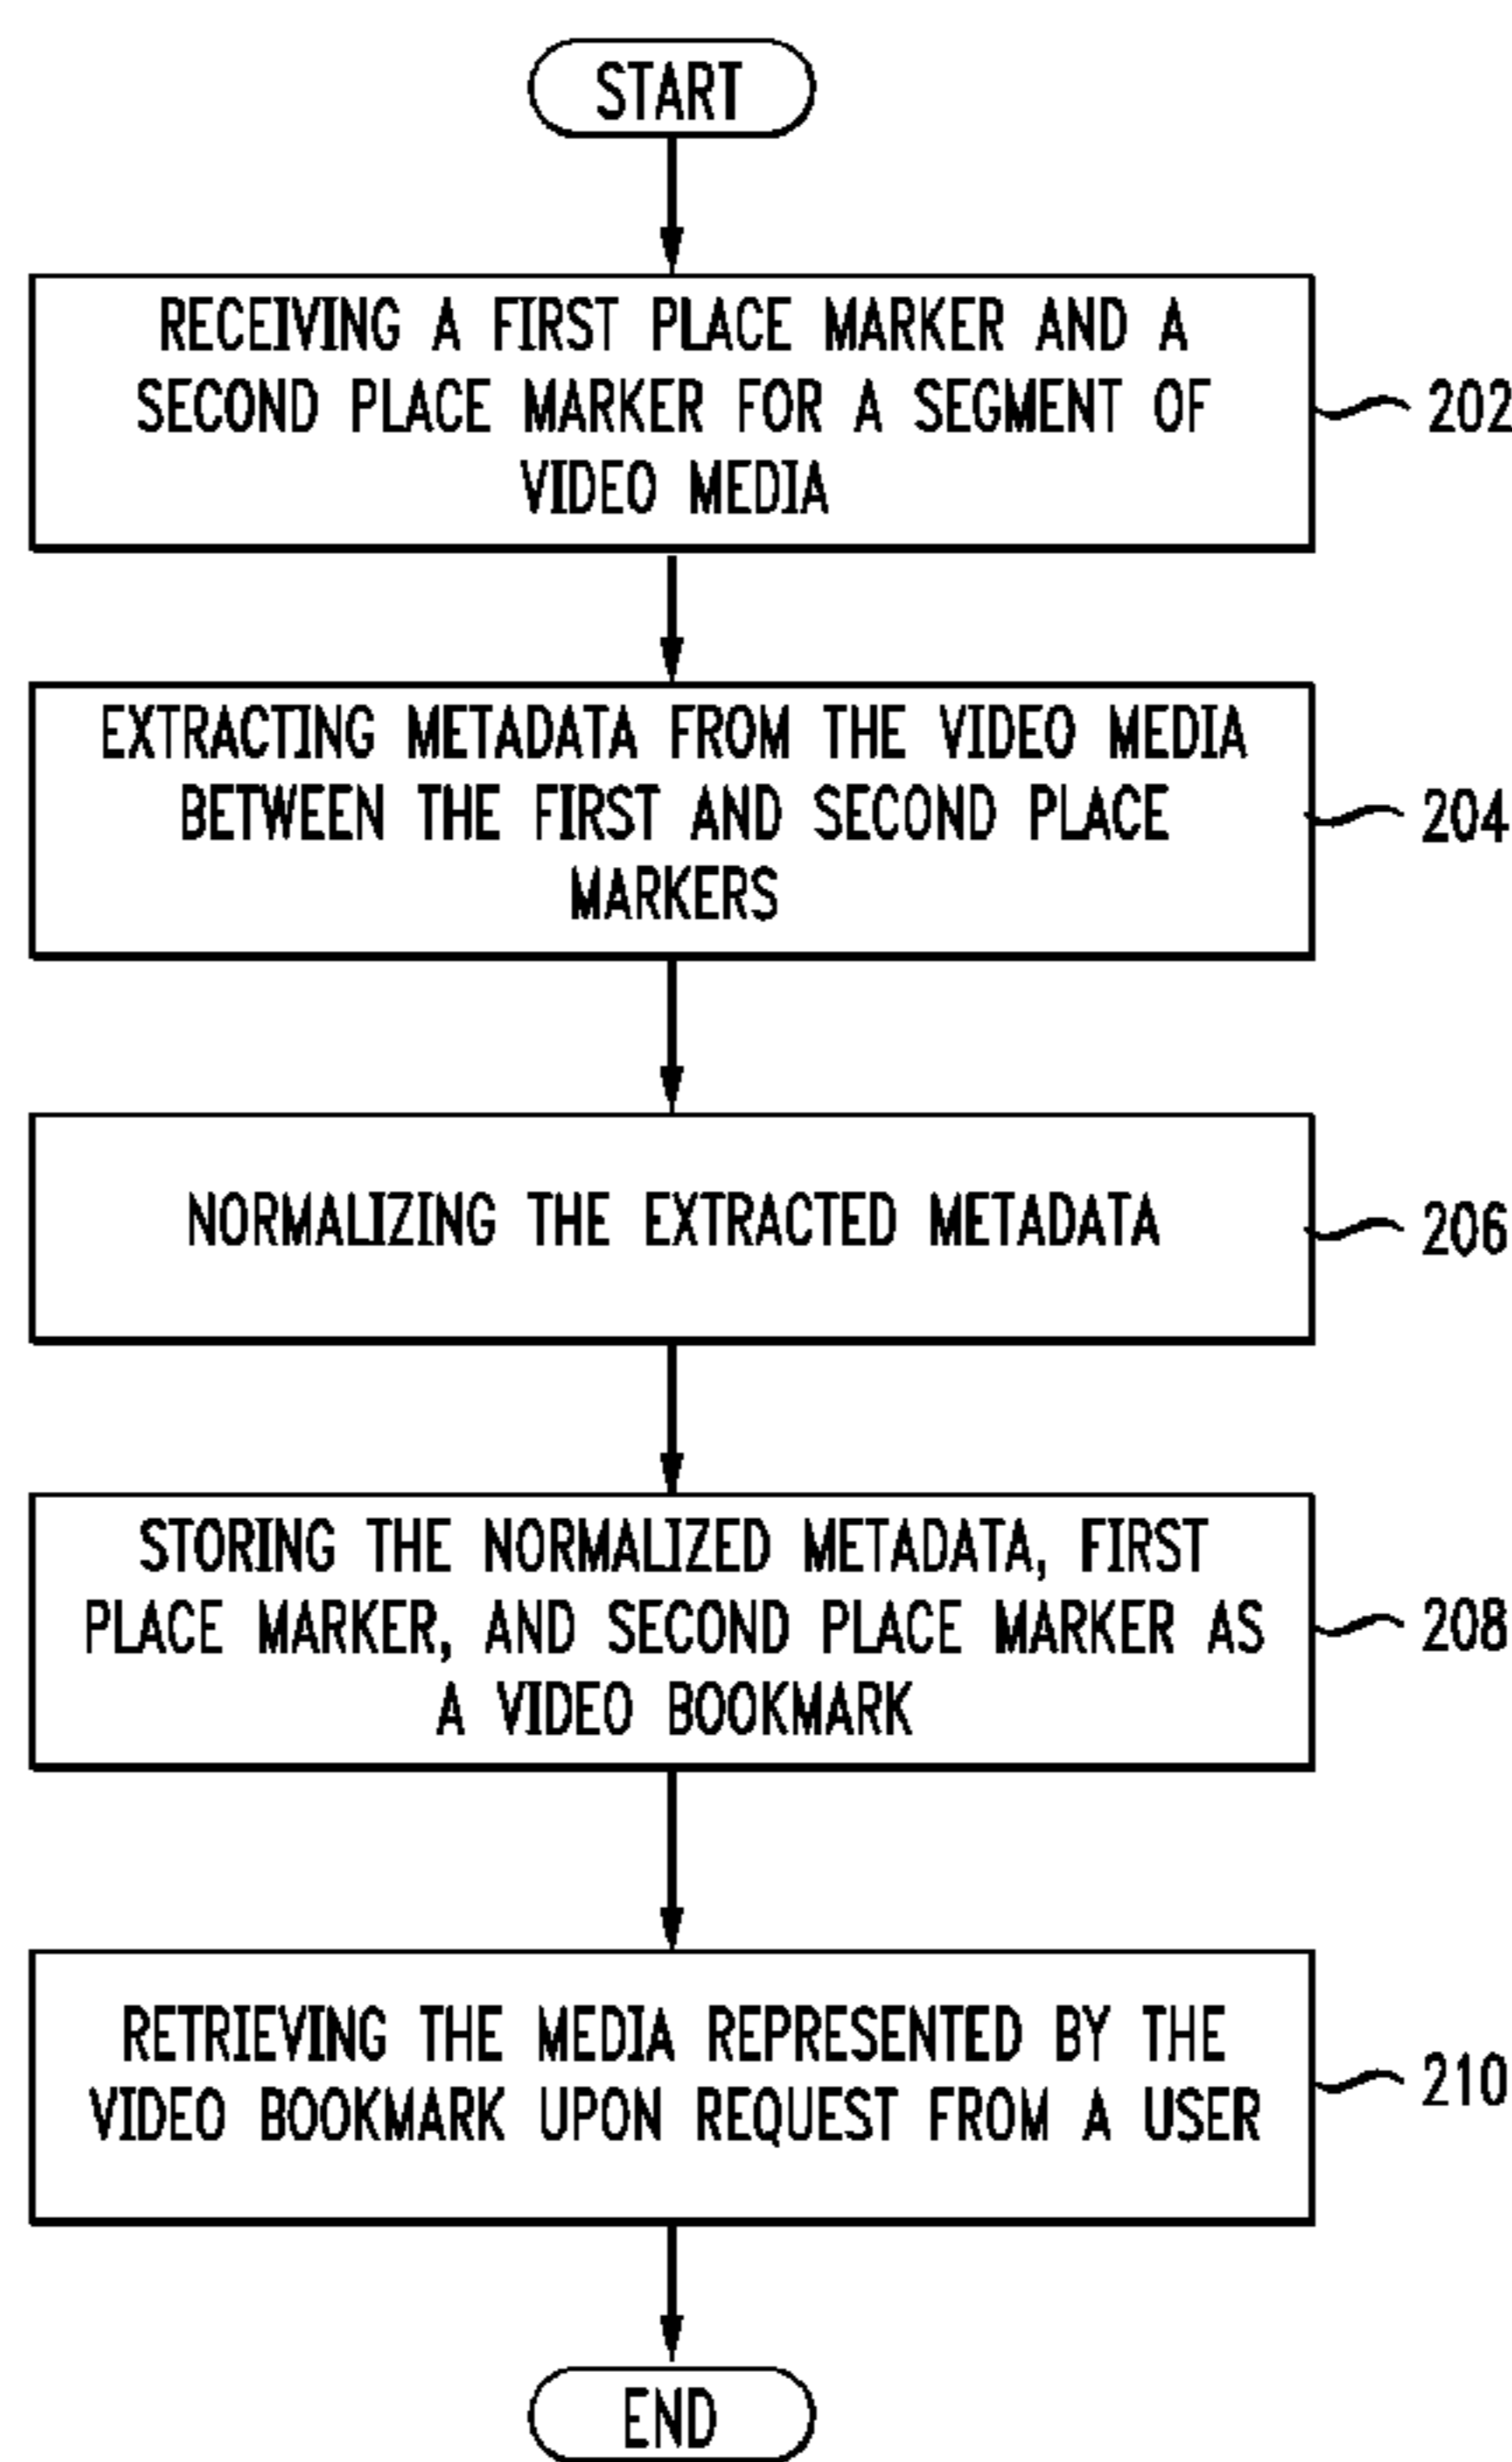 START
RECEIVING A FIRST PLACE MARKER AND A
SECOND PLACE MARKER FOR A SEGMENT OF
VIDEO MEDIA
202
EXTRACTING METADATA FROM THE VIDEO MEDIA
BETWEEN THE FIRST AND SECOND PLACE
MARKERS
204
NORMALIZING THE EXTRACTED METADATA
206
STORING THE NORMALIZED METADATA, FIRST
PLACE MARKER, AND SECOND PLACE MARKER AS
A VIDEO BOOKMARK
208
RETRIEVING THE MEDIA REPRESENTED BY THE
VIDEO BOOKMARK UPON REQUEST FROM A USER
210
END